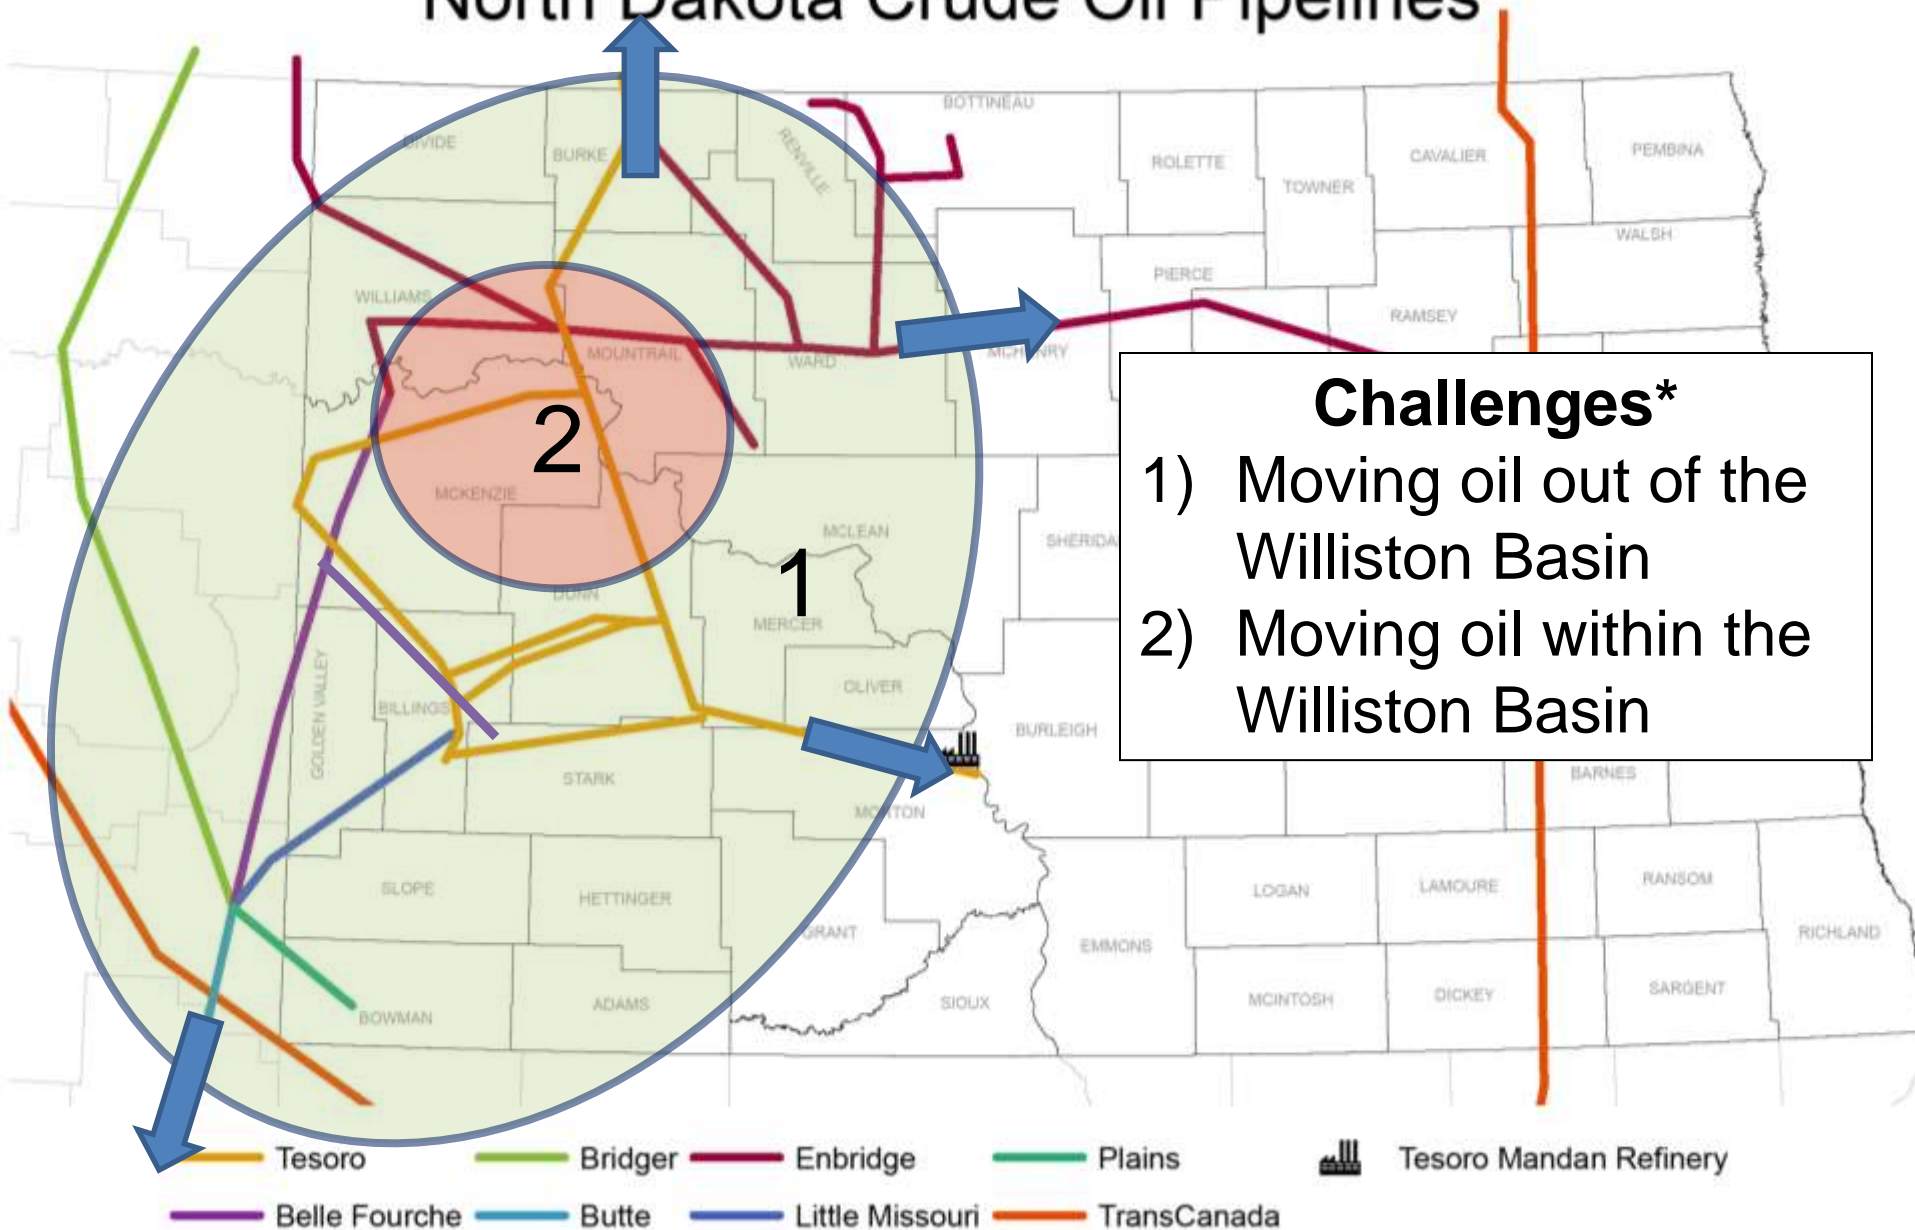 North Dakota Crude Oil Pipelines
BOTTINEAU
DIVIDE
BURKE
RENVILLE
ROLETTE
TOWNER
CAVALIER
PEMBINA
WALSH
PIERCE
WILLIAMS
RAMSEY
MOUNTRAIL
WARD
MCHENRY
2
MCKENZIE
MCLEAN
SHERIDA
1
DUNN
MERCER
Challenges*
1) Moving oil out of the
Williston Basin
2) Moving oil within the
Williston Basin
GOLDEN VALLEY
BILLINGS
OLIVER
BURLEIGH
STARK
MORTON
BARNES
SLOPE
HETTINGER
GRANT
EMMONS
LOGAN
LAMOURE
RANSOM
RICHLAND
BOWMAN
ADAMS
SIOUX
MCINTOSH
DICKEY
SARGENT
Tesoro Bridger Enbridge Plains Tesoro Mandan Refinery
Belle Fourche Butte Little Missouri TransCanada